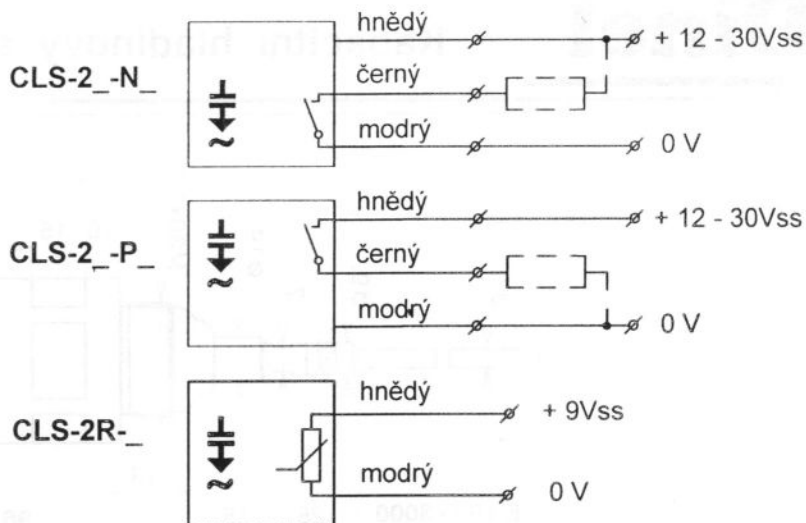 hnědý
+ 12 - 30Vss
CLS-2_-N_
černý
modrý
0 V
hnědý
+ 12 - 30Vss
CLS-2_-P_
černý
modrý
0 V
hnědý
+ 9Vss
CLS-2R-_
modrý
0 V